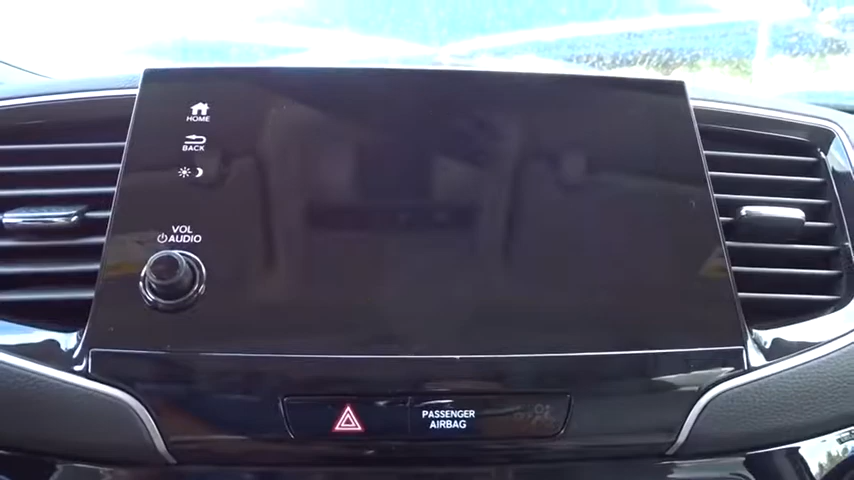 HOME
BACK
VOL
AUDIO
PASSENGER
AIRBAG